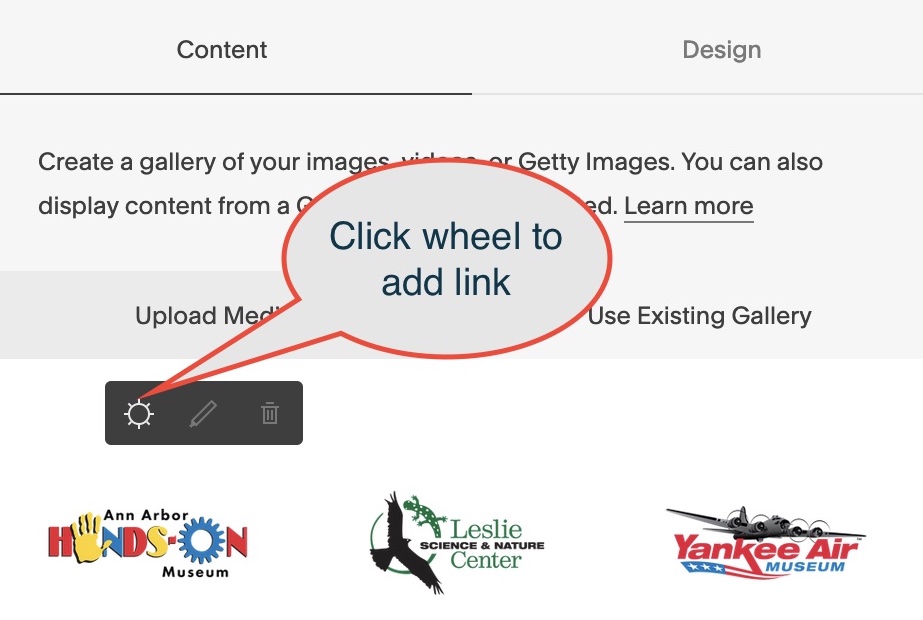 Content
Design
Create a gallery of your images, videos, or Getty Images. You can also
display content from a ed. Learn more
Click wheel to
add link
Upload Medi
Use Existing Gallery
Ann Arbor
HANDS-ON
Museum
Leslie
SCIENCE & NATURE
Center
Yankee Air
MUSEUM